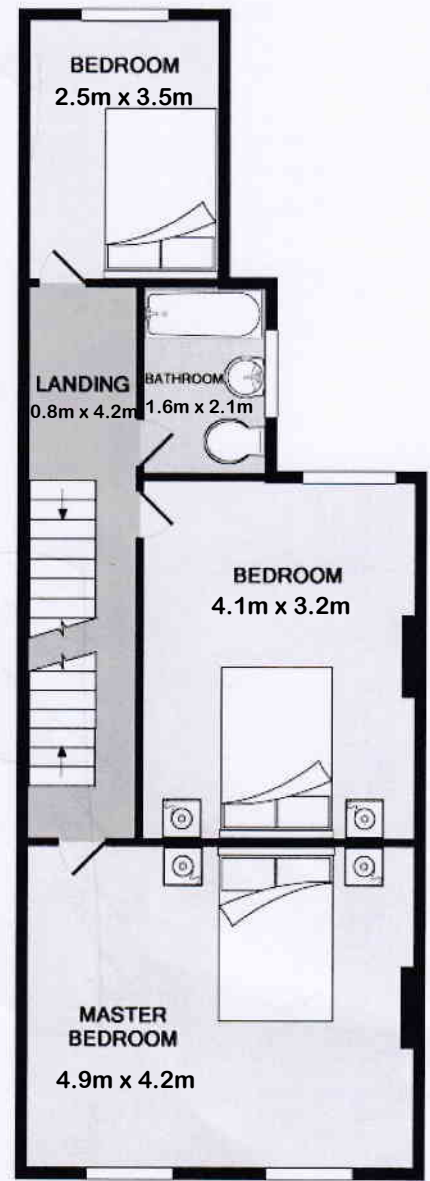 BEDROOM
2.5m x 3.5m
LANDING
0.8m x 4.2m
BATHROOM
1.6m x 2.1m
BEDROOM
4.1m x 3.2m
MASTER
BEDROOM
4.9m x 4.2m